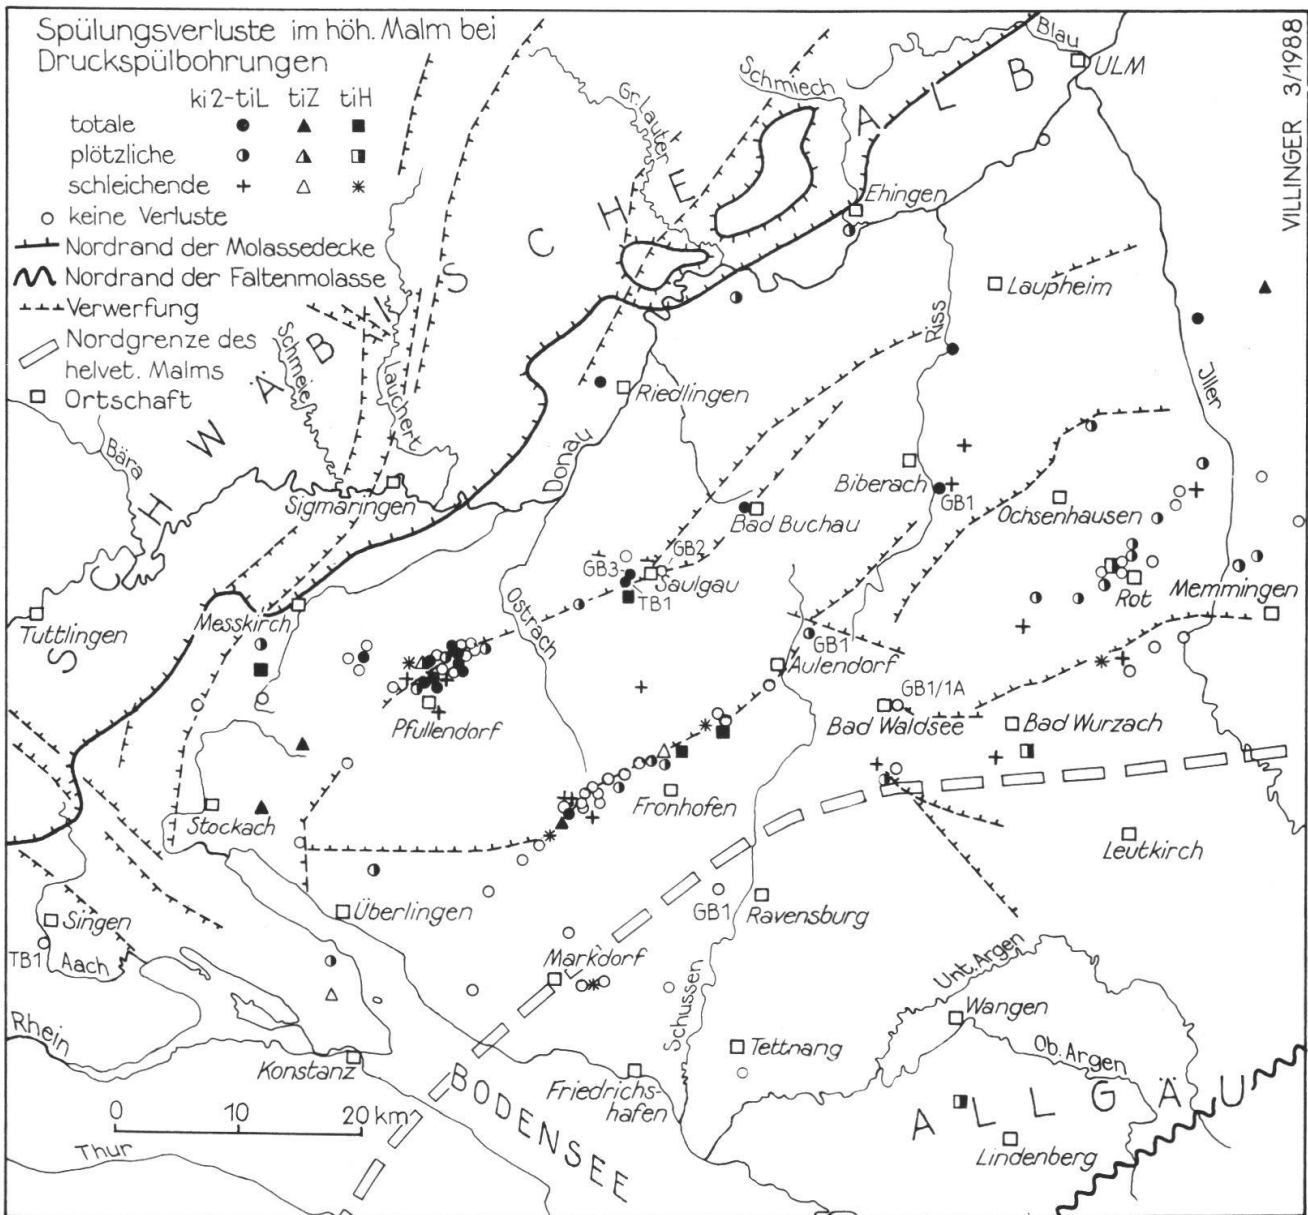 Spülungsverluste im höh. Malm bei
Druckspülbohrungen
ki2-tiL tiZ tiH
totale
plötzliche
schleichende
keine Verluste
Nordrand der Molassedecke
Nordrand der Faltenmolasse
Verwerfung
Nordgrenze des
helvet. Malms
Ortschaft
VILLINGER 3/1988
SCHWÄBISCHE ALB
Blau
ULM
Schmiech
Gr. Lauter
Ehingen
Laupheim
Riss
Iller
Schmeie
Lauchert
Bära
Riedlingen
Donau
Sigmaringen
Biberach
GB1
Ochsenhausen
Bad Buchau
GB2
GB3
Saulgau
TB1
Ostrach
Rot
Memmingen
Tuttlingen
Messkirch
GB1
Aulendorf
Pfullendorf
GB1/1A
Bad Waldsee
Bad Wurzach
Fronhofen
Stockach
Leutkirch
Überlingen
GB1
Ravensburg
Singen
TB1
Aach
Markdorf
Schussen
Unt. Argen
Wangen
Ob. Argen
Rhein
Konstanz
Tettnang
Friedrichs-
hafen
BODENSEE
ALLGÄU
Lindenberg
0 10 20 km
Thur